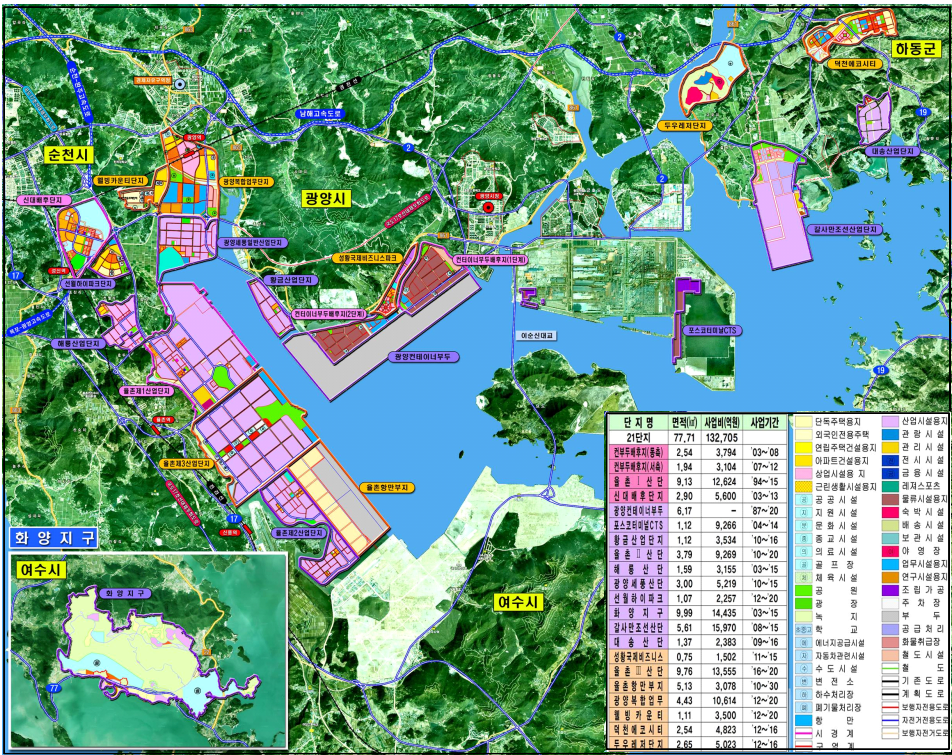 하동군
덕천에코시티
두우레저단지
대송산업단지
갈사만조선산업단지
남해고속도로
순천시
광양시
웰빙카운티단지
광양복합업무단지
신대배후단지
광양세풍일반산업단지
성황국제비즈니스파크
컨테이너부두배후지(1단계)
선월하이파크단지
황금산업단지
컨테이너부두배후지(2단계)
해룡산업단지
광양컨테이너부두
이순신대교
포스코터미널CTS
율촌제1산업단지
율촌제3산업단지
율촌항만부지
율촌제2산업단지
화양지구
여수시
화양지구
여수시
2
2
2
17
17
19
19
77
단지명 면적(㎢) 사업비(억원) 사업기간
21단지 77,71 132,705
컨부두배후지(동측) 2,54 3,794 '03~'08
컨부두배후지(서측) 1,94 3,104 '07~'12
율촌Ⅰ산단 9,13 12,624 '94~'15
신대배후단지 2,90 5,600 '03~'13
광양컨테이너부두 6,17 - '87~'20
포스코터미널CTS 1,12 9,266 '04~'14
황금산업단지 1,12 3,534 '10~'16
율촌Ⅱ산단 3,79 9,269 '10~'20
해룡산단 1,59 3,155 '03~'15
광양세풍산단 3,00 5,219 '10~'15
선월하이파크 1,07 2,257 '12~'20
화양지구 9,99 14,435 '03~'15
갈사만조선산단 5,61 15,970 '08~'15
대송산단 1,37 2,383 '09~'16
성황국제비즈니스 0,75 1,502 '11~'15
율촌Ⅲ산단 9,76 13,555 '16~'20
율촌항만부지 5,13 3,078 '10~'30
광양복합업무 4,43 10,614 '12~'20
웰빙카운티 1,11 3,500 '12~'20
덕천에코시티 2,54 4,823 '12~'16
두우레저단지 2,65 5,023 '12~'16
단독주택용지
외국인전용주택
연립주택건설용지
아파트건설용지
상업시설용지
근린생활시설용지
공공시설
지원시설
문화시설
종교시설
의료시설
골프장
체육시설
공원
광장
녹지
학교
에너지공급시설
자동차관련시설
수도시설
변전소
하수처리장
폐기물처리장
항만
시경계
구역계
산업시설용지
관람시설
관리시설
전시시설
금융시설
레저스포츠
물류시설용지
숙박시설
배송시설
보관시설
야영장
업무시설용지
연구시설용지
조립가공
주차장
부두
공급처리
화물취급장
철도시설
철도
기존도로
계획도로
보행자전용도로
자전거전용도로
보행자전거도로